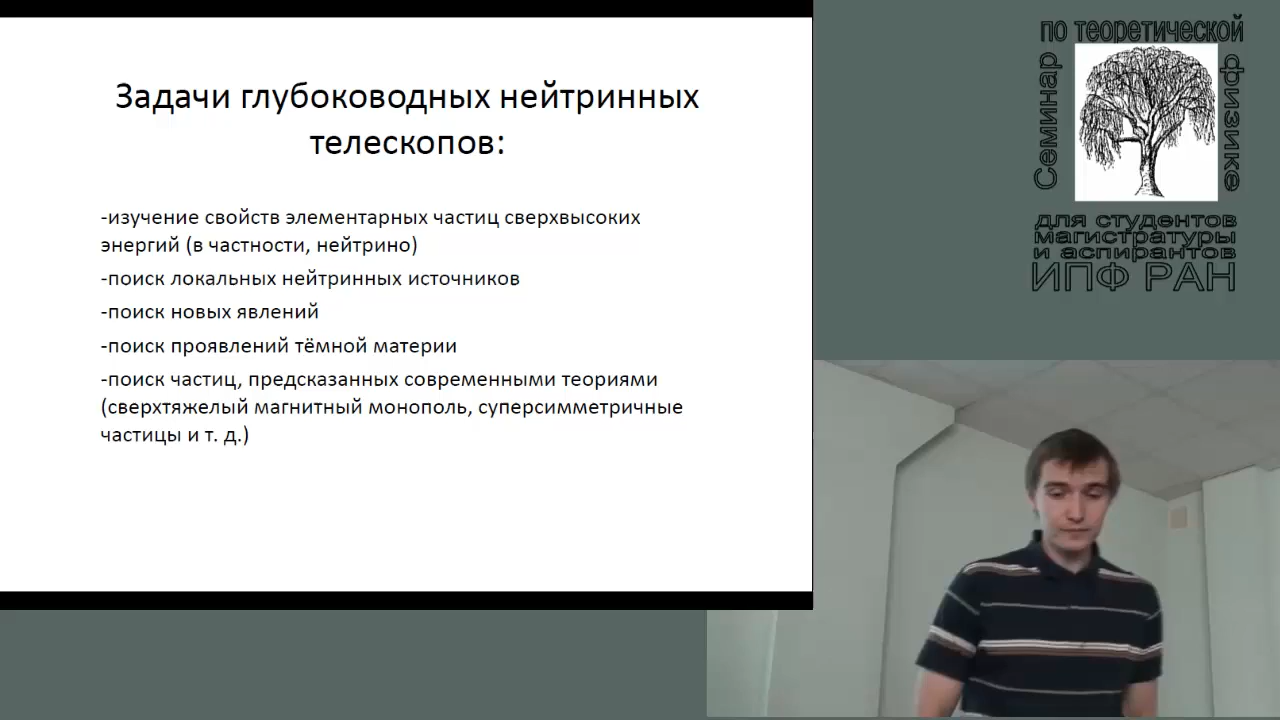 Задачи глубоководных нейтринных
телескопов:
-изучение свойств элементарных частиц сверхвысоких
энергий (в частности, нейтрино)
-поиск локальных нейтринных источников
-поиск новых явлений
-поиск проявлений тёмной материи
-поиск частиц, предсказанных современными теориями
(сверхтяжелый магнитный монополь, суперсимметричные
частицы и т. д.)
Семинар
по теоретической
физике
для студентов
магистратуры
и аспирантов
ИПФ РАН